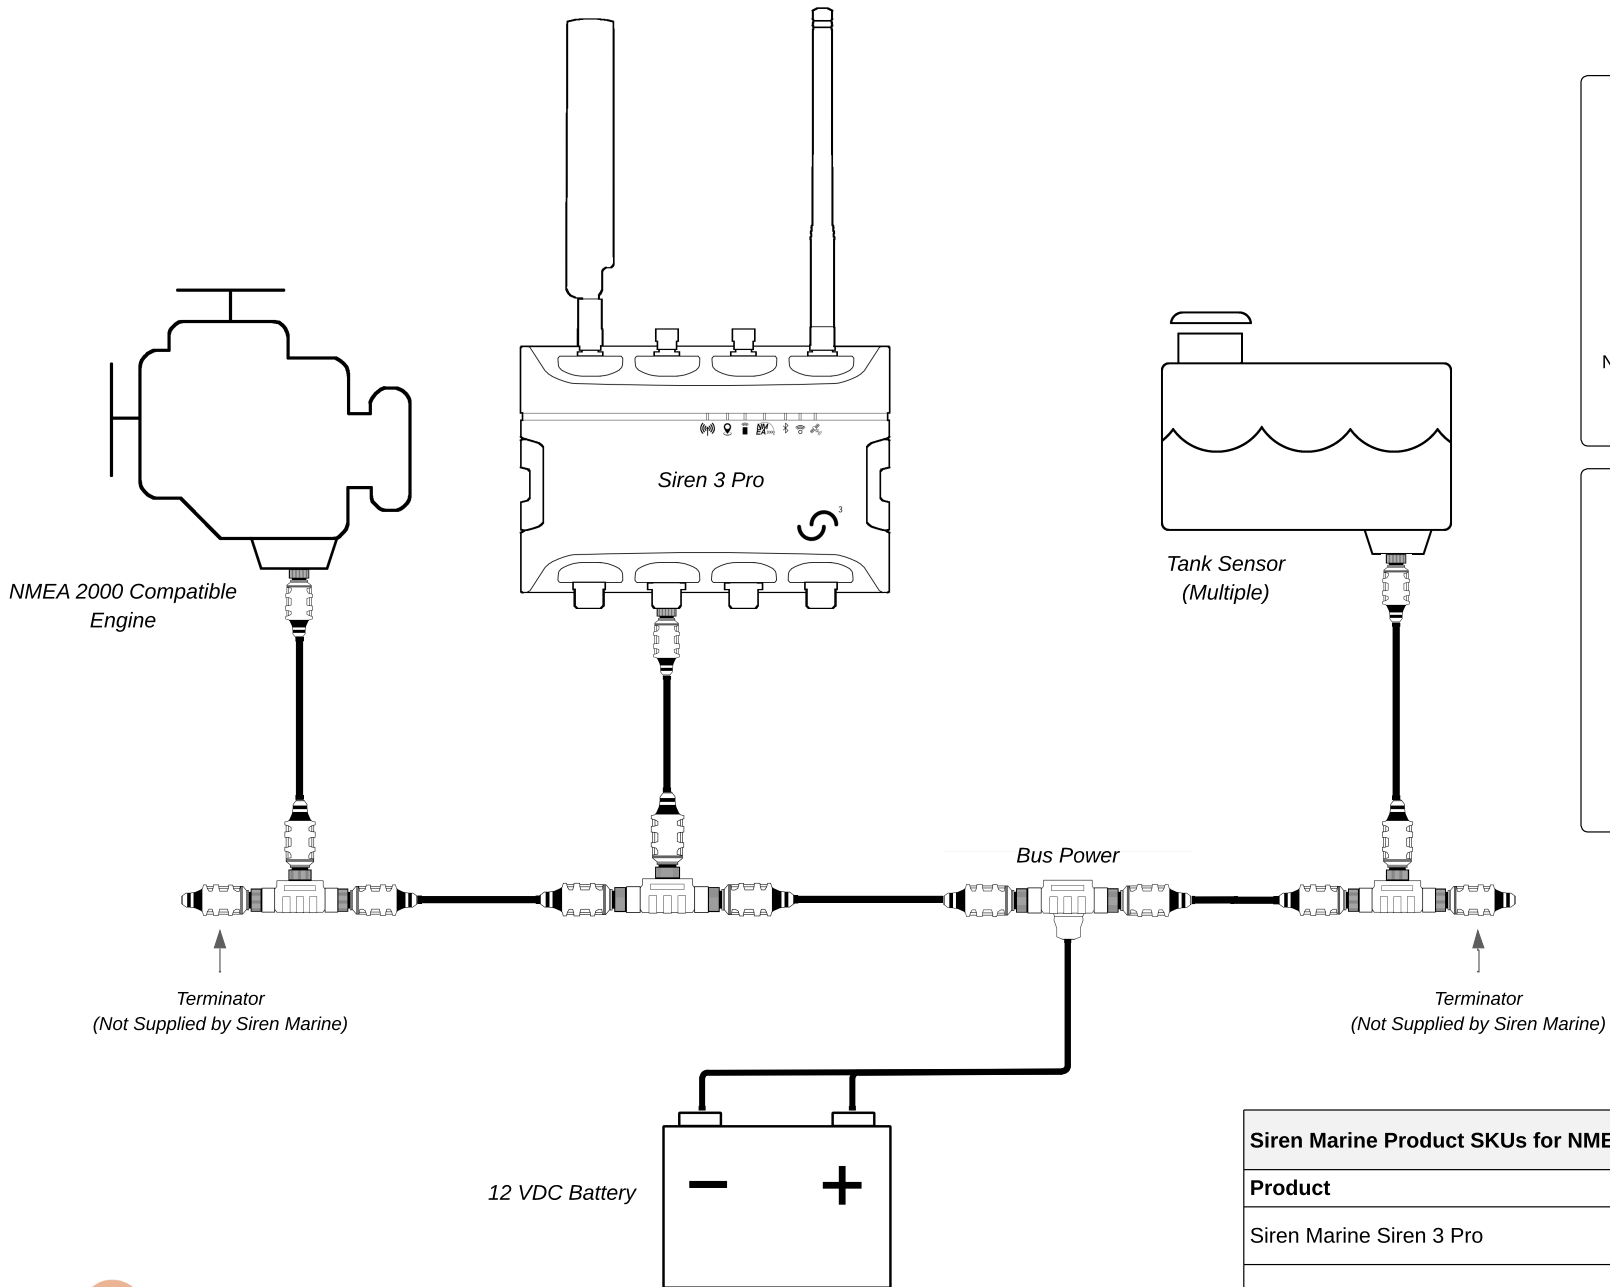 N
3
Siren 3 Pro
Tank Sensor
(Multiple)
NMEA 2000 Compatible
Engine
Bus Power
Terminator
(Not Supplied by Siren Marine)
Terminator
(Not Supplied by Siren Marine)
12 VDC Battery
Siren Marine Product SKUs for NME
Product
Siren Marine Siren 3 Pro